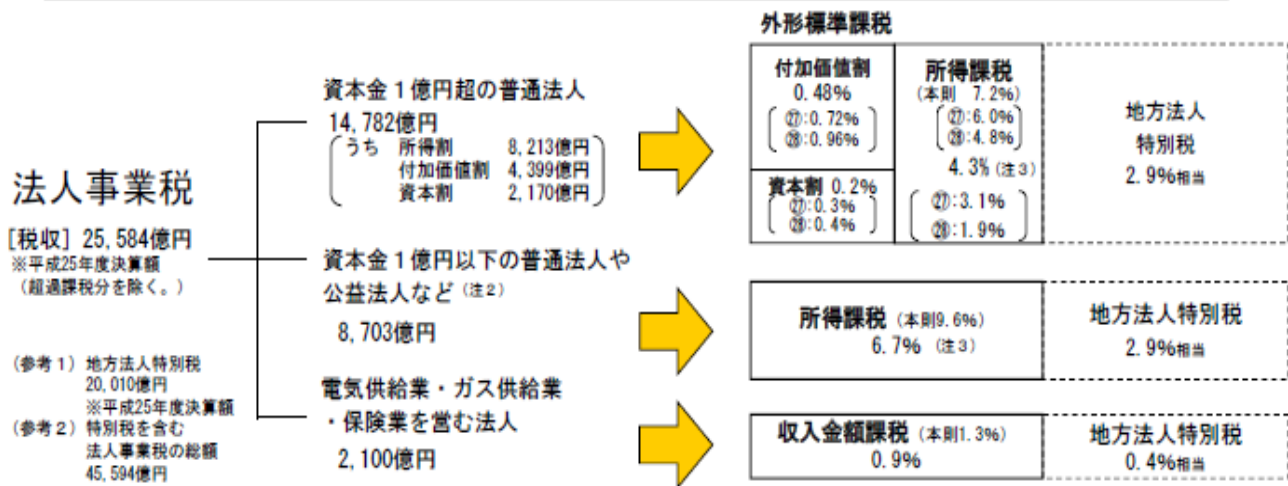 外形標準課税
付加価値割
0.48%
㉗:0.72%
㉘:0.96%
所得課税
(本則 7.2%)
㉗:6.0%
㉘:4.8%
4.3%(注3)
㉗:3.1%
㉘:1.9%
資本割 0.2%
㉗:0.3%
㉘:0.4%
地方法人
特別税
2.9%相当
資本金1億円超の普通法人
14,782億円
うち 所得割 8,213億円
付加価値割 4,399億円
資本割 2,170億円
法人事業税
[税収] 25,584億円
※平成25年度決算額
(超過課税分を除く。)
資本金1億円以下の普通法人や
公益法人など(注2)
8,703億円
所得課税(本則9.6%)
6.7% (注3)
地方法人特別税
2.9%相当
(参考1)地方法人特別税
20,010億円
※平成25年度決算額
(参考2)特別税を含む
法人事業税の総額
45,594億円
電気供給業・ガス供給業
・保険業を営む法人
2,100億円
収入金額課税(本則1.3%)
0.9%
地方法人特別税
0.4%相当